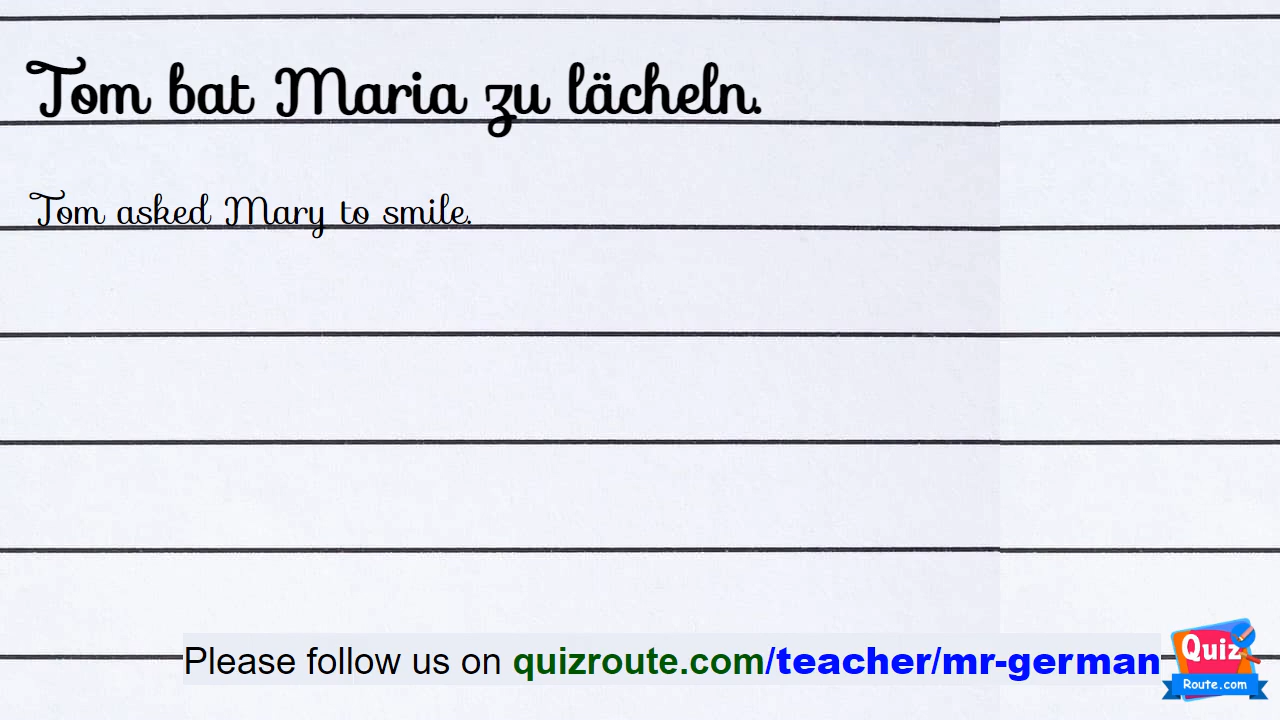 Tom bat Maria zu lächeln.
Tom asked Mary to smile.
Please follow us on quizroute.com/teacher/mr-german
Quiz
Route.com